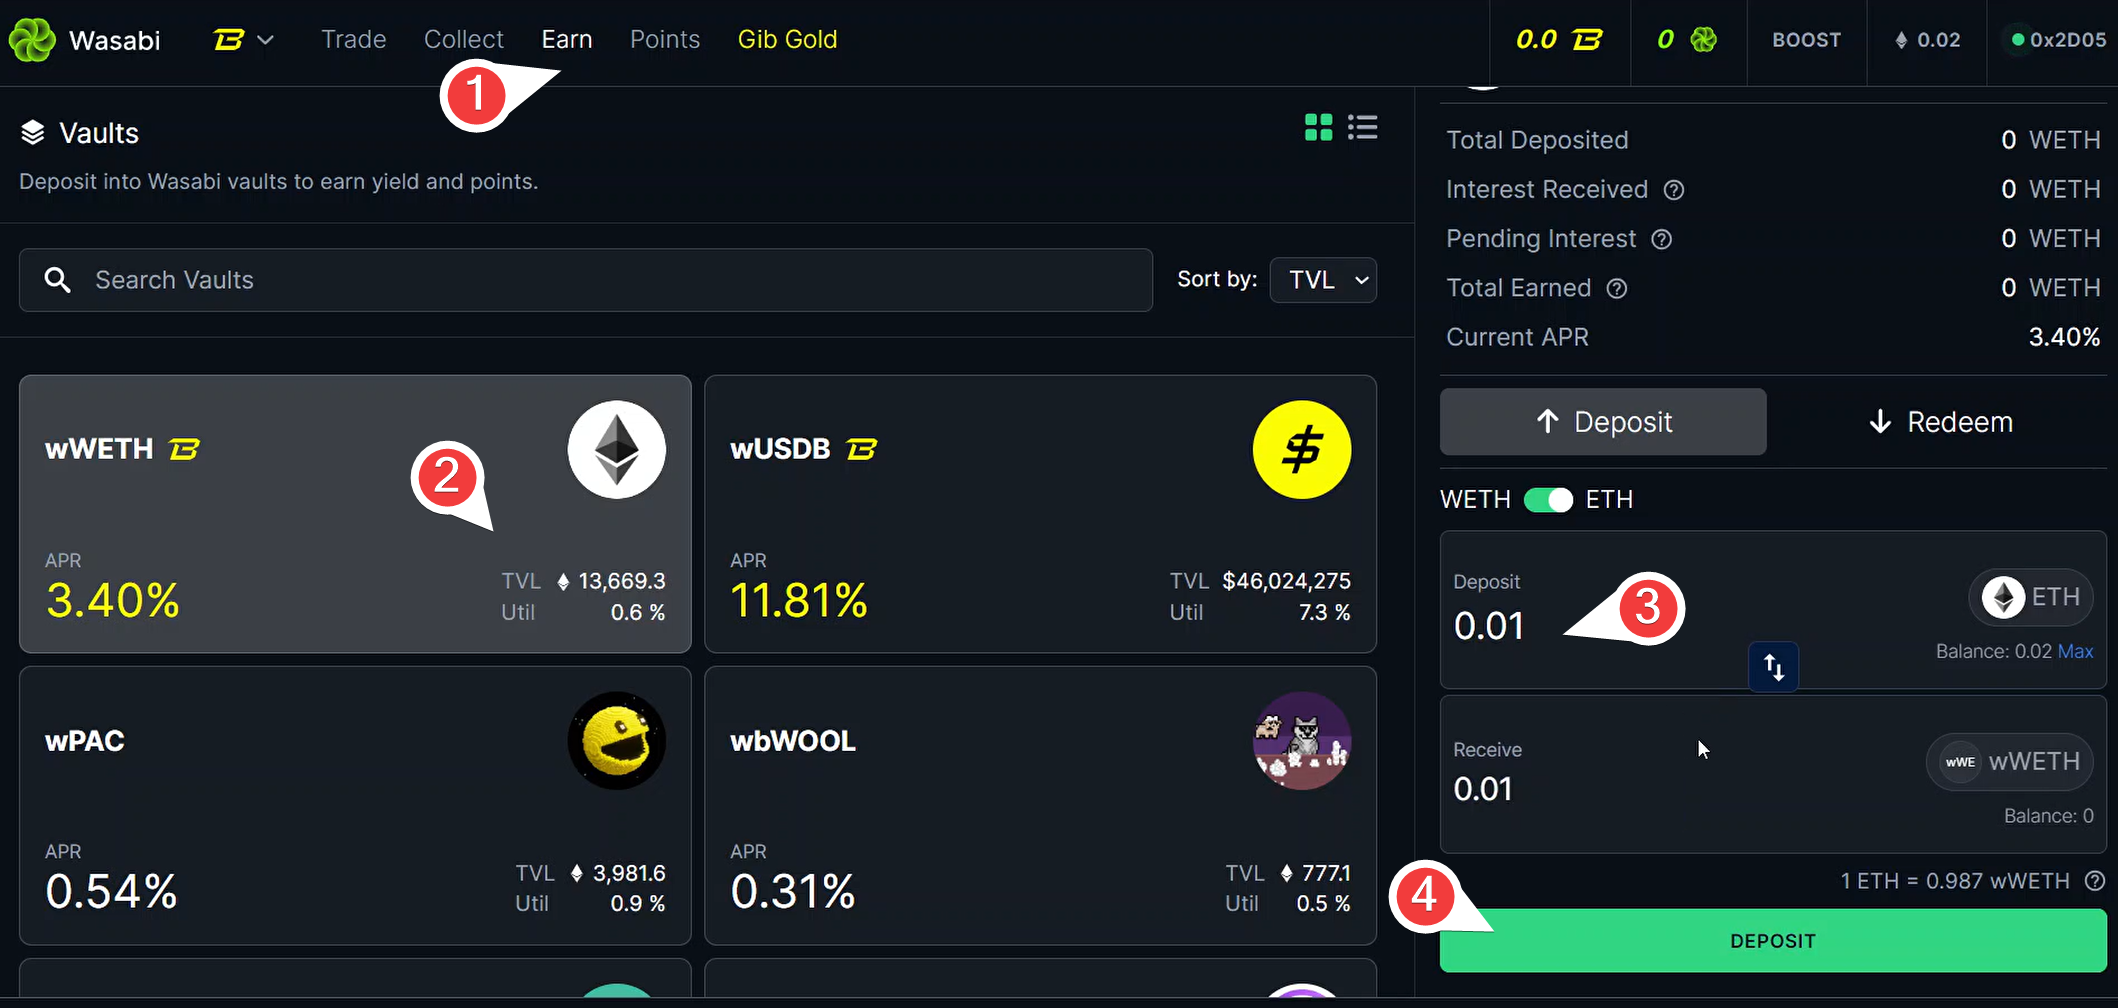 Wasabi
Trade
Collect
Earn
Points
Gib Gold
0.0
0
BOOST
0.02
0x2D05
1
Vaults
Deposit into Wasabi vaults to earn yield and points.
Search Vaults
Sort by: TVL
wWETH
2
APR
3.40%
TVL 13,669.3
Util 0.6 %
wUSDB
$
APR
11.81%
TVL $46,024,275
Util 7.3 %
wPAC
APR
0.54%
TVL 3,981.6
Util 0.9 %
wbWOOL
APR
0.31%
TVL 777.1
Util 0.5 %
Total Deposited 0 WETH
Interest Received ? 0 WETH
Pending Interest ? 0 WETH
Total Earned ? 0 WETH
Current APR 3.40%
Deposit
Redeem
WETH ETH
Deposit
0.01
3
ETH
Balance: 0.02 Max
Receive
0.01
wWE wWETH
Balance: 0
1 ETH = 0.987 wWETH ?
4
DEPOSIT